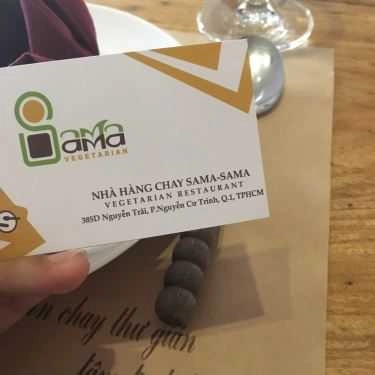 Sama
Sama
VEGETARIAN
NHÀ HÀNG CHAY SAMA-SAMA
VEGETARIAN RESTAURANT
385D Nguyễn Trãi, P.Nguyễn Cư Trinh, Q.1, TPHCM
chay thư giãn